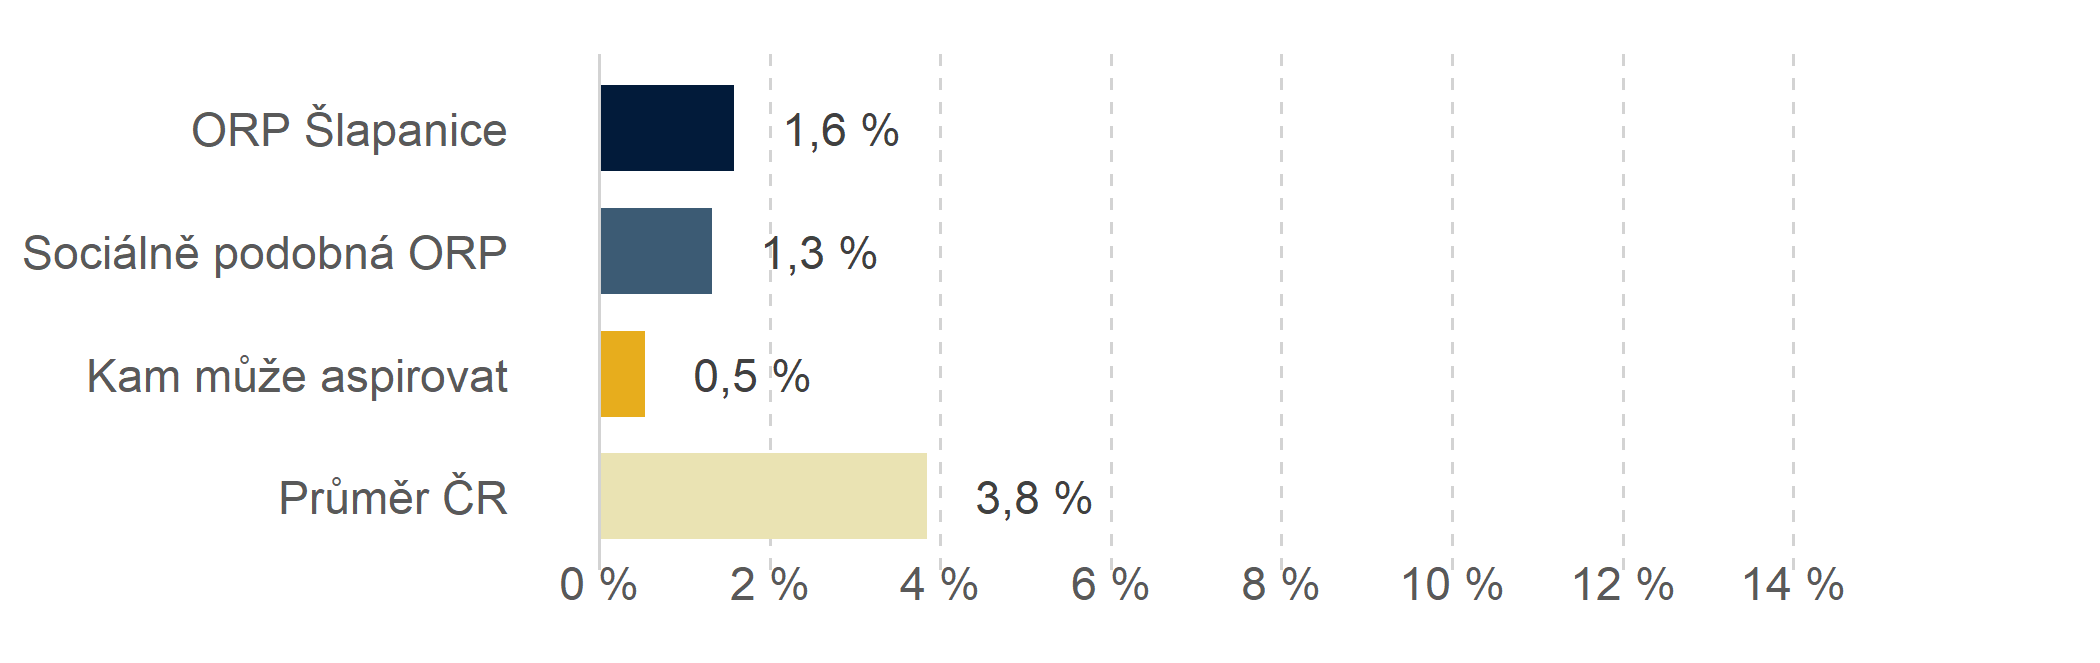 ORP Šlapanice
1,6 %
Sociálně podobná ORP
1,3 %
Kam může aspirovat
0,5 %
Průměr ČR
3,8 %
0 % 2 % 4 % 6 % 8 % 10 % 12 % 14 %